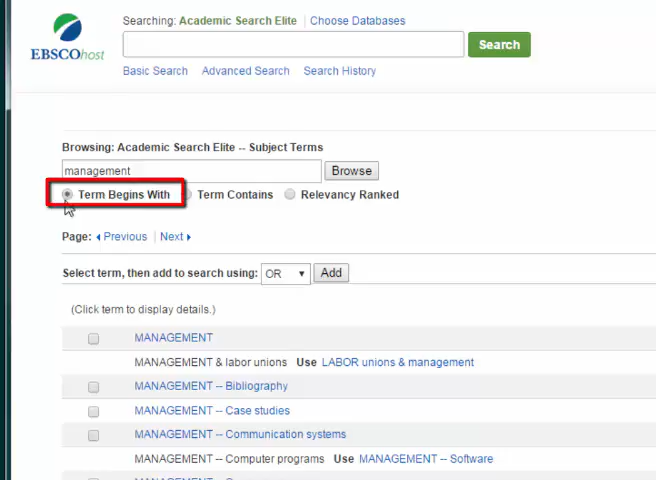 Searching: Academic Search Elite | Choose Databases
EBSCOhost
Search
Basic Search Advanced Search Search History
Browsing: Academic Search Elite -- Subject Terms
management Browse
Term Begins With Term Contains Relevancy Ranked
Page: Previous | Next
Select term, then add to search using: OR Add
(Click term to display details.)
MANAGEMENT
MANAGEMENT & labor unions Use LABOR unions & management
MANAGEMENT -- Bibliography
MANAGEMENT -- Case studies
MANAGEMENT -- Communication systems
MANAGEMENT -- Computer programs Use MANAGEMENT -- Software